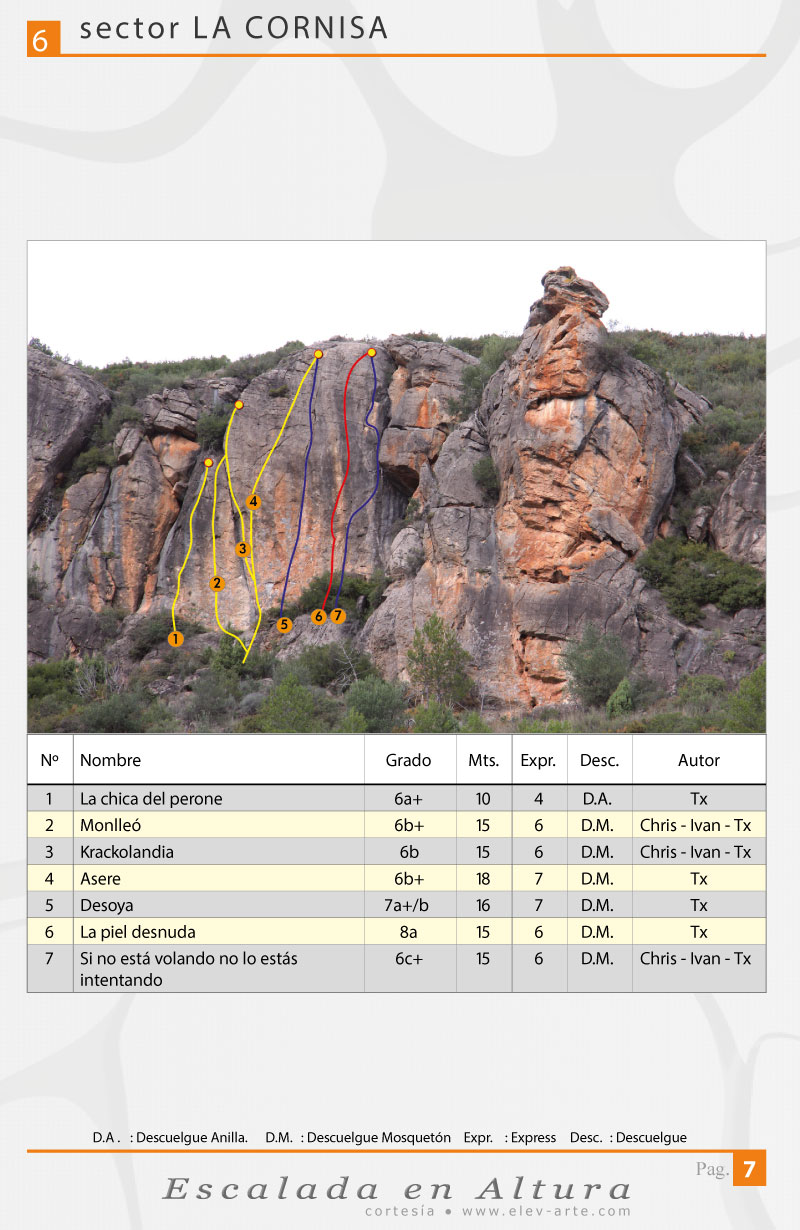 6 sector LA CORNISA
4
3
2
1
5
6
7
Nº Nombre Grado Mts. Expr. Desc. Autor
1 La chica del perone 6a+ 10 4 D.A. Tx
2 Monlleó 6b+ 15 6 D.M. Chris - Ivan - Tx
3 Krackolandia 6b 15 6 D.M. Chris - Ivan - Tx
4 Asere 6b+ 18 7 D.M. Tx
5 Desoya 7a+/b 16 7 D.M. Tx
6 La piel desnuda 8a 15 6 D.M. Tx
7 Si no está volando no lo estás 6c+ 15 6 D.M. Chris - Ivan - Tx
intentando
D.A . : Descuelgue Anilla. D.M. : Descuelgue Mosquetón Expr. : Express Desc. : Descuelgue
Pag. 7
Escalada en Altura
cortesía • www.elev-arte.com